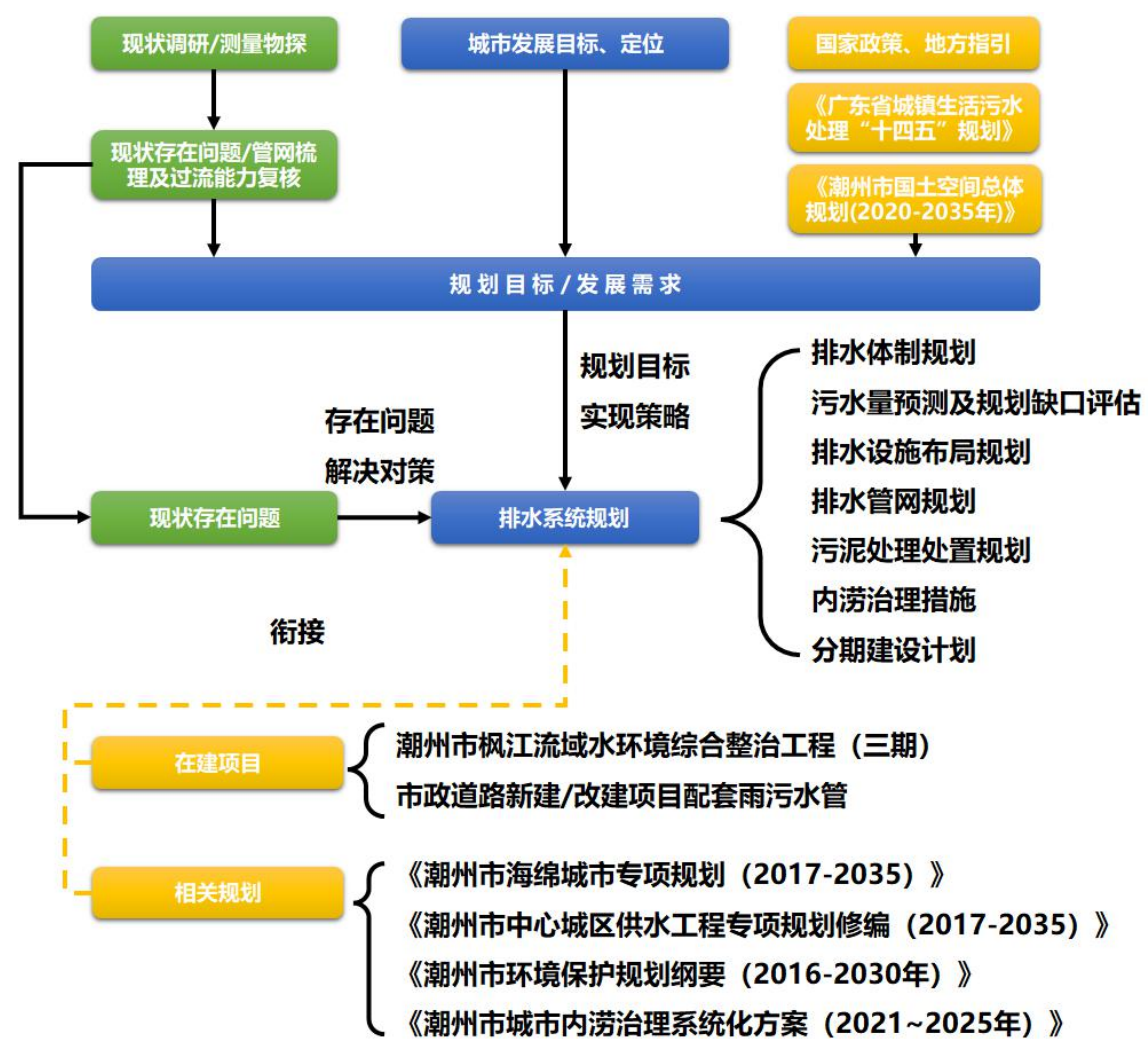 现状调研/测量物探
城市发展目标、定位
国家政策、地方指引
《广东省城镇生活污水
处理“十四五”规划》
现状存在问题/管网梳
理及过流能力复核
《潮州市国土空间总体
规划(2020-2035年)》
规划目标/发展需求
规划目标
实现策略
存在问题
解决对策
现状存在问题
排水系统规划
排水体制规划
污水量预测及规划缺口评估
排水设施布局规划
排水管网规划
污泥处理处置规划
内涝治理措施
分期建设计划
衔接
在建项目
潮州市枫江流域水环境综合整治工程（三期）
市政道路新建/改建项目配套雨污水管
相关规划
《潮州市海绵城市专项规划（2017-2035）》
《潮州市中心城区供水工程专项规划修编（2017-2035）》
《潮州市环境保护规划纲要（2016-2030年）》
《潮州市城市内涝治理系统化方案（2021~2025年）》